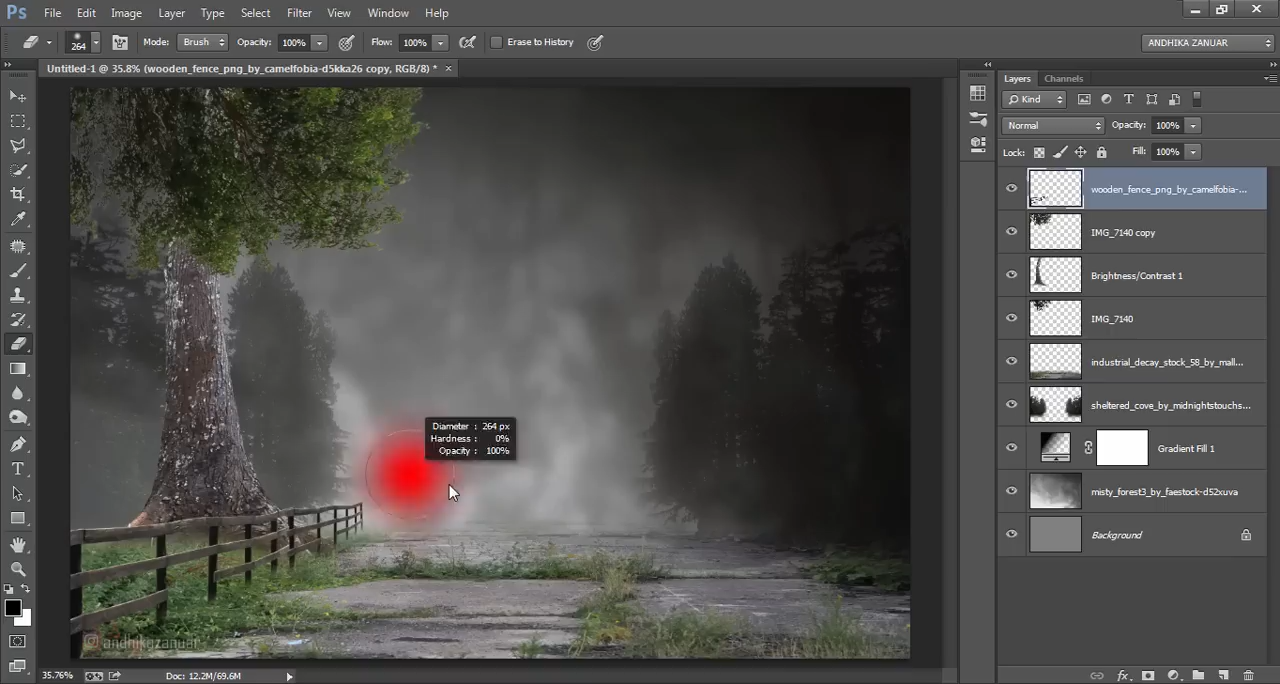 Ps File Edit Image Layer Type Select Filter View Window Help
264 Mode: Brush Opacity: 100% Flow: 100% Erase to History ANDHIKA ZANUAR
Untitled-1 @ 35.8% (wooden_fence_png_by_camelfobia-d5kka26 copy, RGB/8) * ×
Layers Channels
Kind
Normal Opacity: 100%
Lock: Fill: 100%
wooden_fence_png_by_camelfobia-...
IMG_7140 copy
Brightness/Contrast 1
IMG_7140
industrial_decay_stock_58_by_mall...
sheltered_cove_by_midnightstouchs...
Gradient Fill 1
misty_forest3_by_faestock-d52xuva
Background
Diameter : 264 px
Hardness : 0%
Opacity : 100%
andhikazanuar
35.76% Doc: 12.2M/69.6M